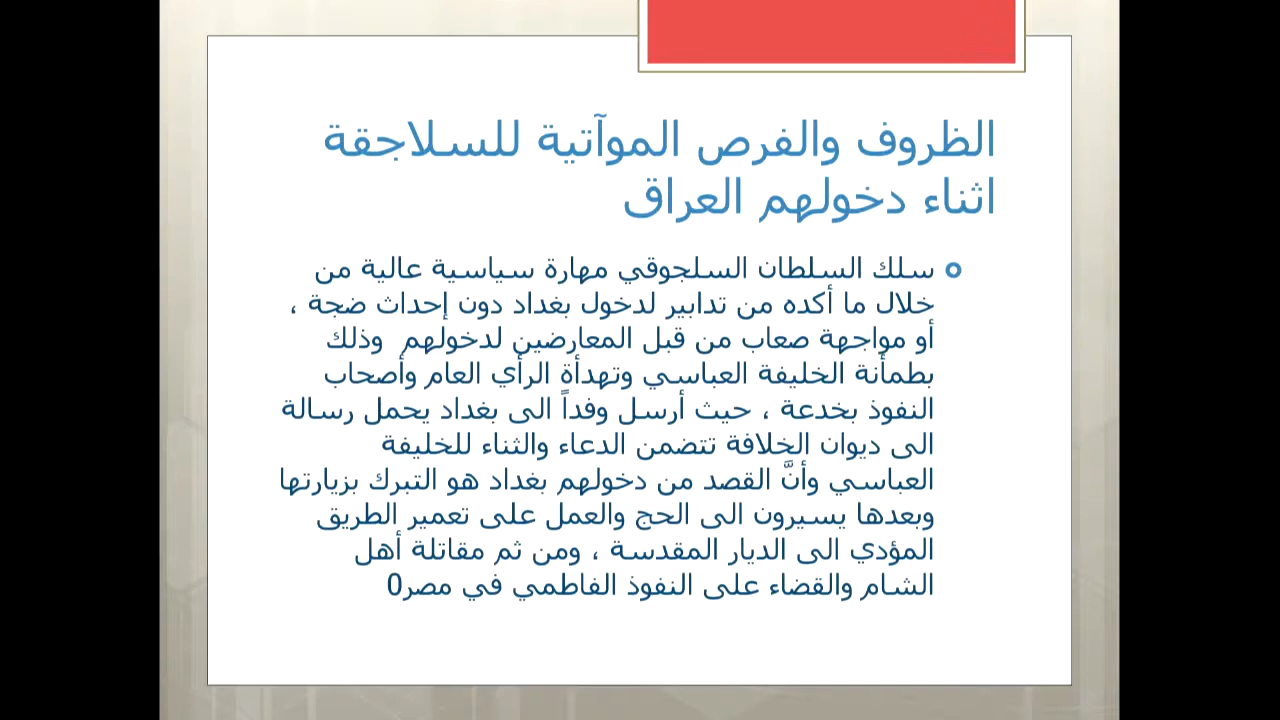 الظروف والفرص الموآتية للسلاجقة
اثناء دخولهم العراق
سلك السلطان السلجوقي مهارة سياسية عالية من
خلال ما أكده من تدابير لدخول بغداد دون إحداث ضجة ،
أو مواجهة صعاب من قبل المعارضين لدخولهم وذلك
بطمأنة الخليفة العباسي وتهدأة الرأي العام وأصحاب
النفوذ بخدعة ، حيث أرسل وفداً الى بغداد يحمل رسالة
الى ديوان الخلافة تتضمن الدعاء والثناء للخليفة
العباسي وأنَّ القصد من دخولهم بغداد هو التبرك بزيارتها
وبعدها يسيرون الى الحج والعمل على تعمير الطريق
المؤدي الى الديار المقدسة ، ومن ثم مقاتلة أهل
الشام والقضاء على النفوذ الفاطمي في مصر0